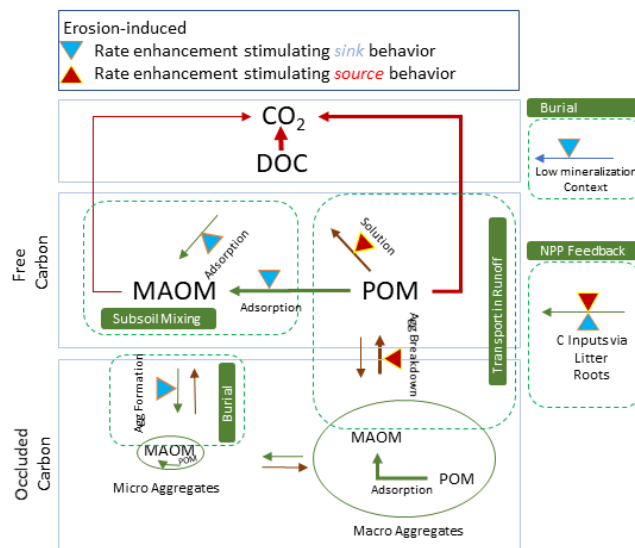 Erosion-induced
Rate enhancement stimulating sink behavior
Rate enhancement stimulating source behavior
CO2
DOC
Burial
Low mineralization
Context
Free
Carbon
Adsorption
Solution
MAOM
Adsorption
POM
Subsoil Mixing
Transport in Runoff
NPP Feedback
C Inputs via
Litter
Roots
Agg Breakdown
Occluded
Carbon
Agg Formation
Burial
MAOM
POM
Micro Aggregates
MAOM
Adsorption
POM
Macro Aggregates